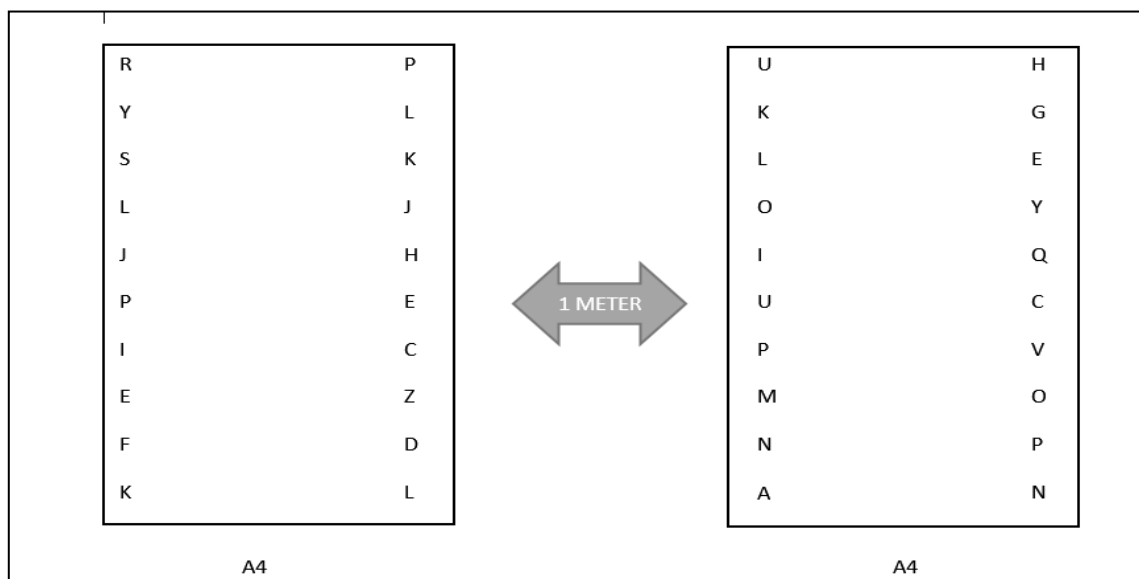 R P U H
Y L K G
S K L E
L J O Y
J H I Q
P E U C
1 METER
I C P V
E Z M O
F D N P
K L A N
A4 A4